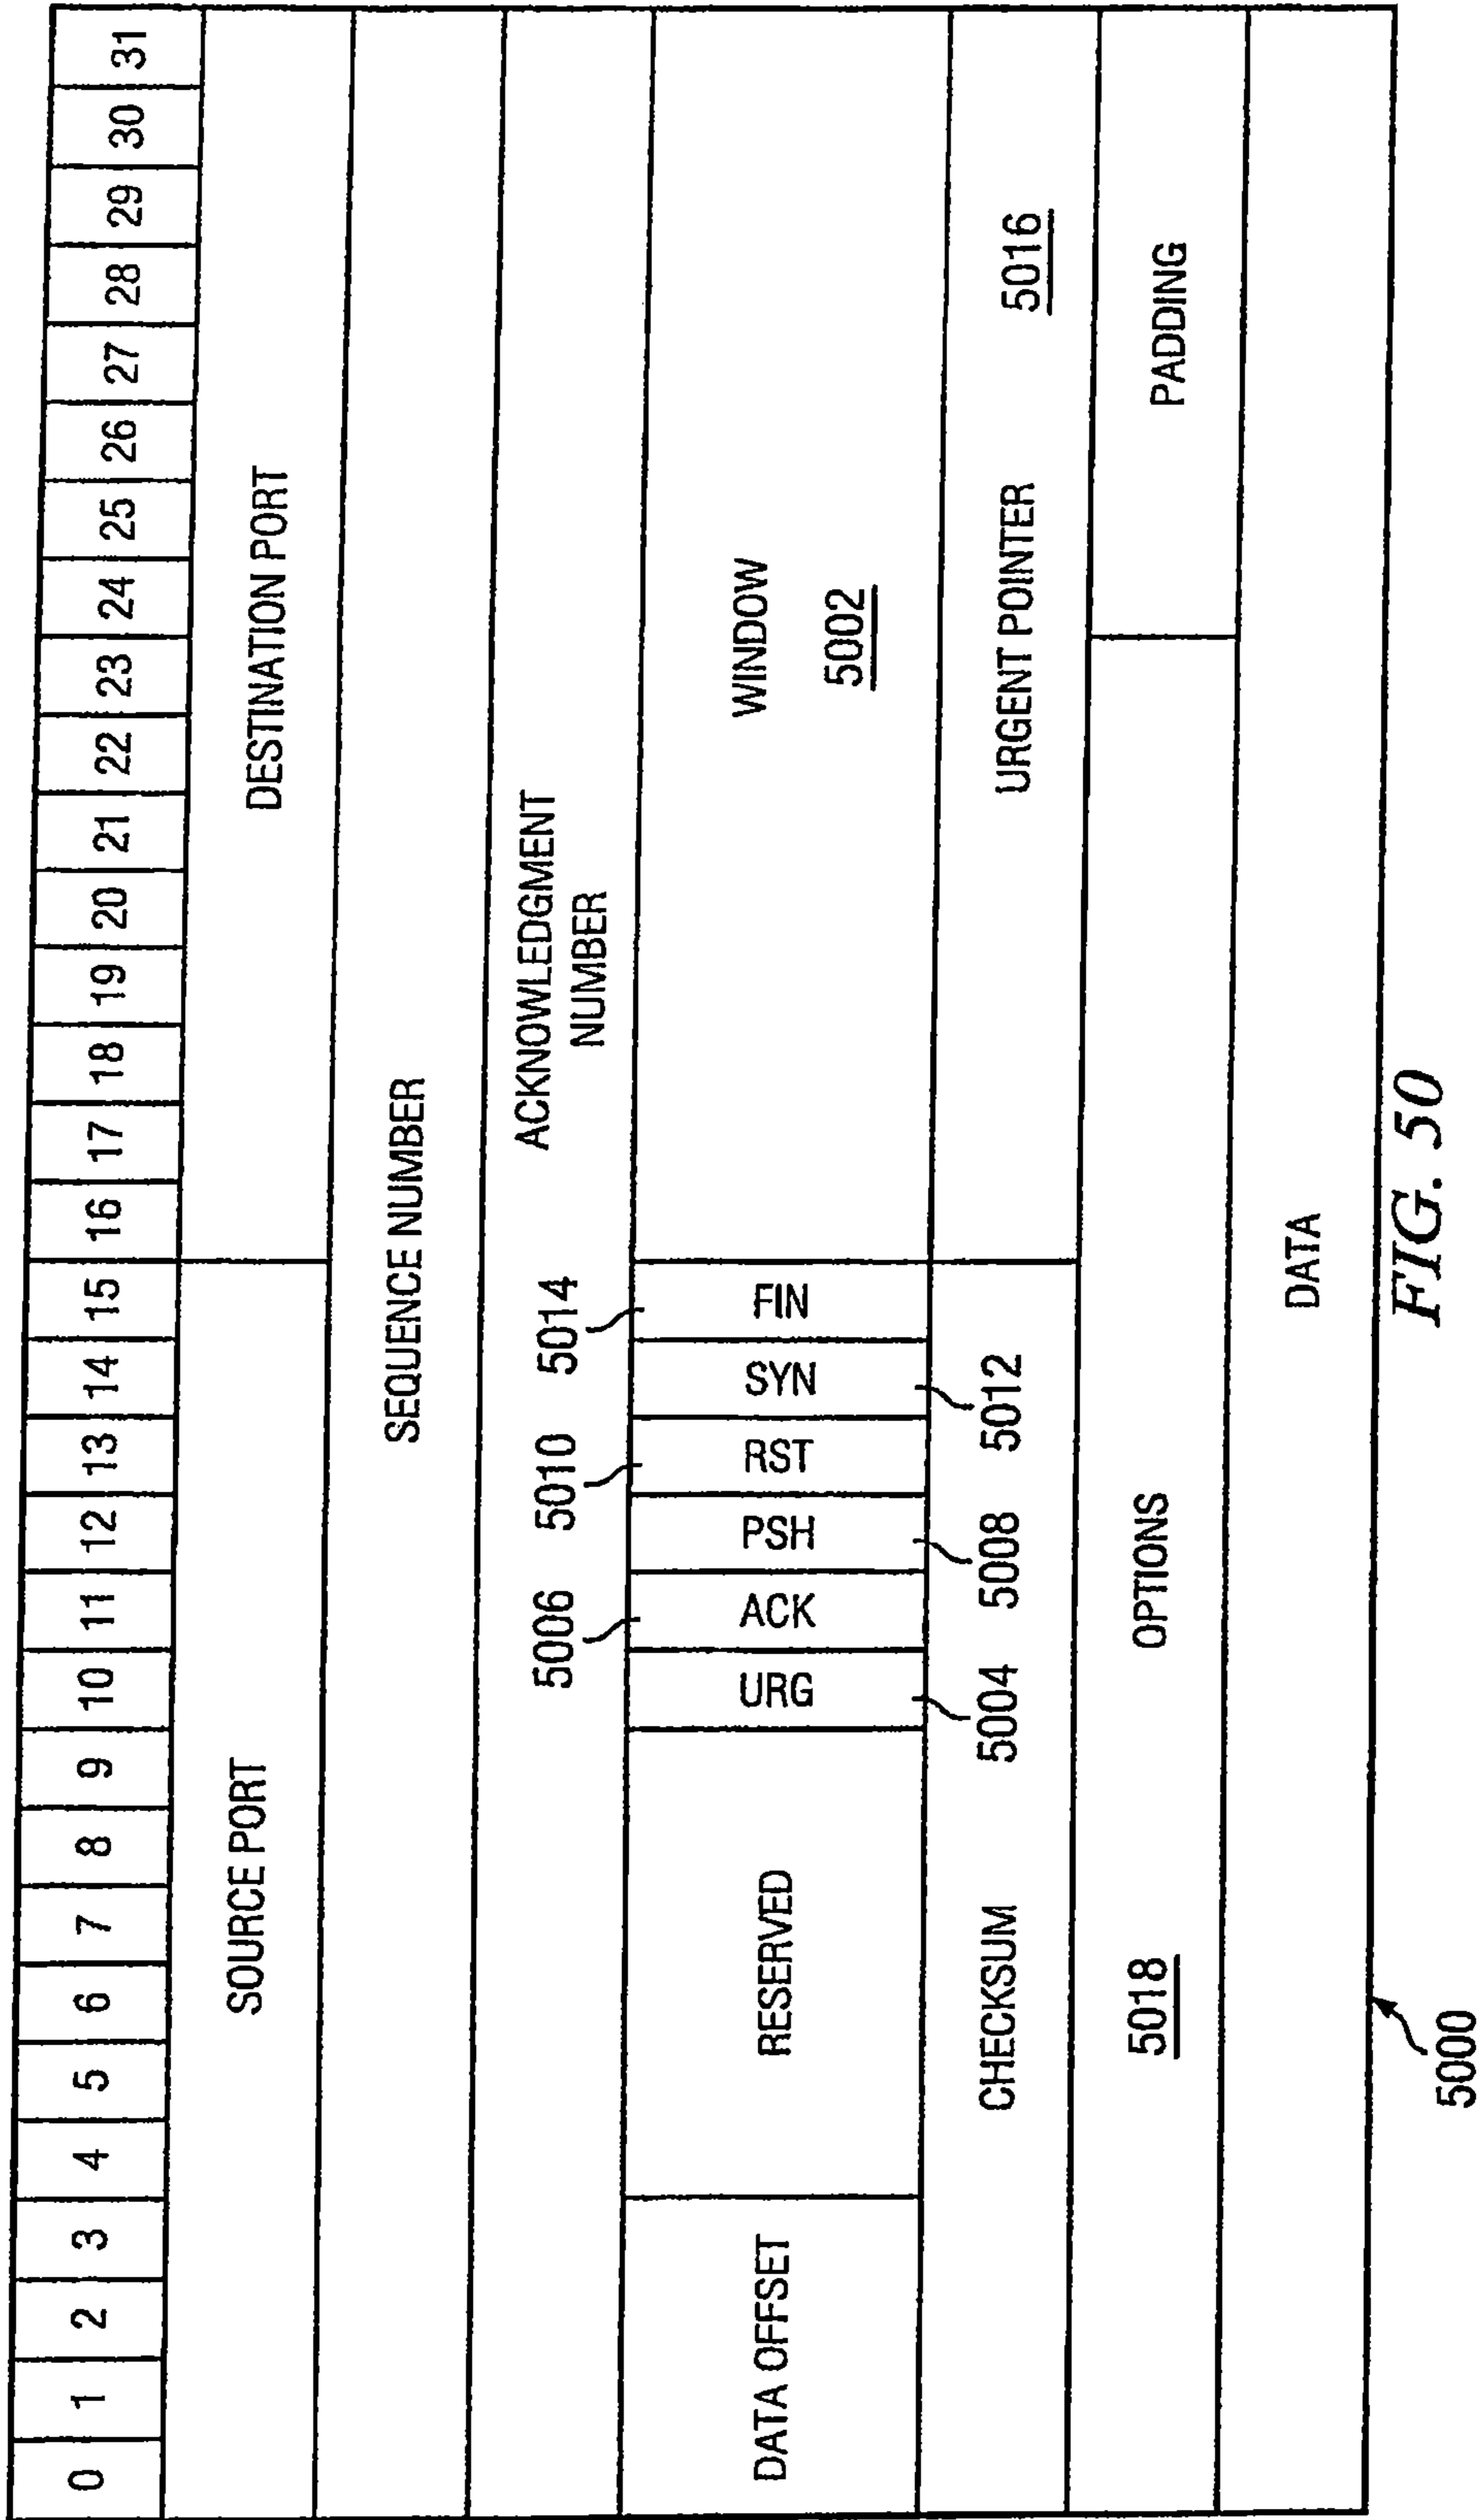 0 1 2 3 4 5 6 7 8 9 10 11 12 13 14 15 16 17 18 19 20 21 22 23 24 25 26 27 28 29 30 31
SOURCE PORT DESTINATION PORT
SEQUENCE NUMBER
ACKNOWLEDGMENT
NUMBER
5006 5010 5014
DATA OFFSET RESERVED URG ACK PSH RST SYN FIN WINDOW
5002
5004 5008 5012
CHECKSUM URGENT POINTER 5016
5018 OPTIONS PADDING
DATA
5000
FIG. 50